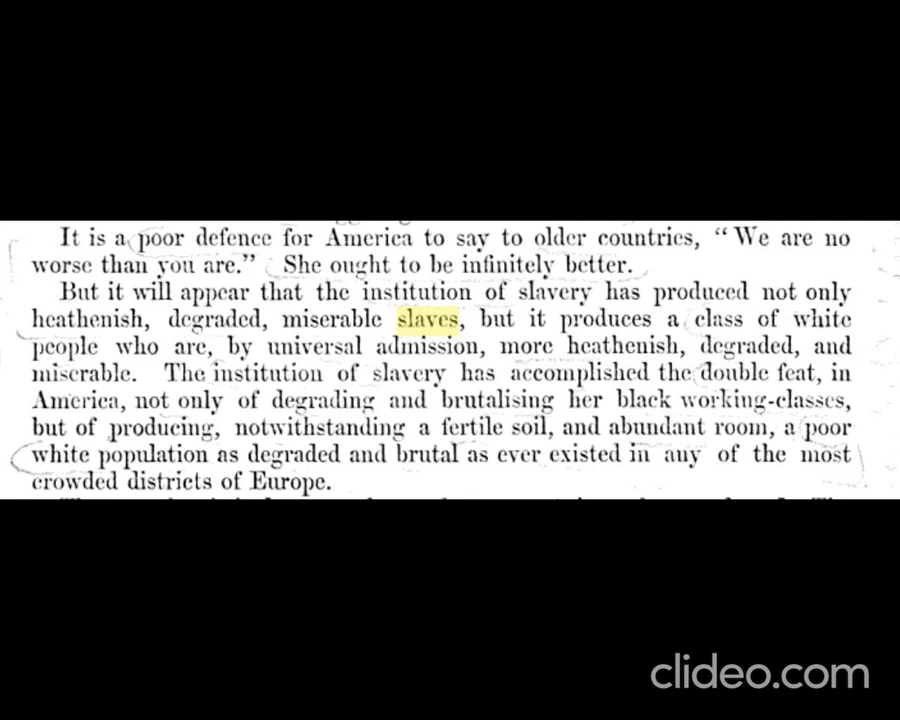 It is a poor defence for America to say to older countries, “We are no
worse than you are.” She ought to be infinitely better.
But it will appear that the institution of slavery has produced not only
heathenish, degraded, miserable slaves, but it produces a class of white
people who are, by universal admission, more heathenish, degraded, and
miserable. The institution of slavery has accomplished the double feat, in
America, not only of degrading and brutalising her black working-classes,
but of producing, notwithstanding a fertile soil, and abundant room, a poor
white population as degraded and brutal as ever existed in any of the most
crowded districts of Europe.
clideo.com